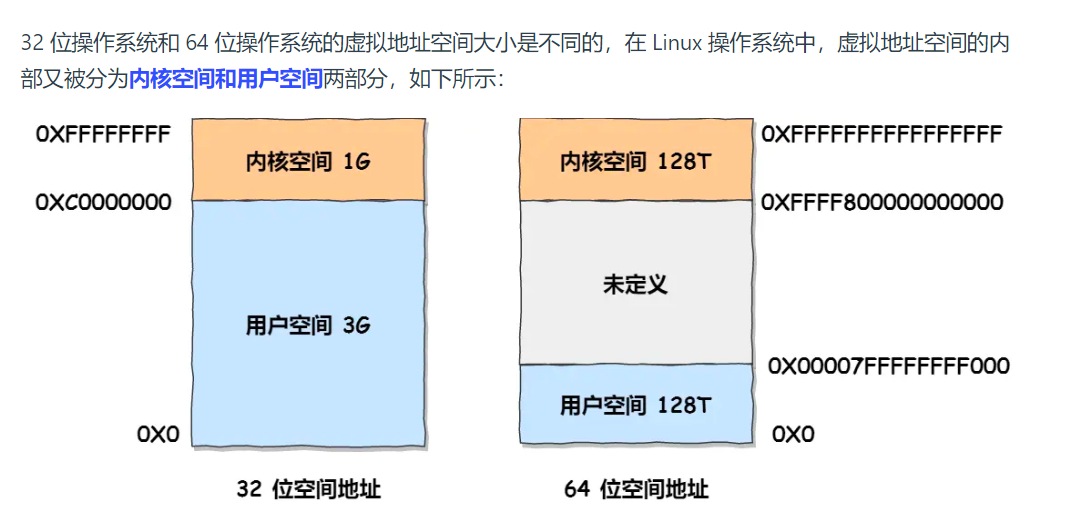 32 位操作系统和 64 位操作系统的虚拟地址空间大小是不同的，在 Linux 操作系统中，虚拟地址空间的内
部又被分为内核空间和用户空间两部分，如下所示：
0XFFFFFFFF
内核空间 1G
0XC0000000
用户空间 3G
0X0
32 位空间地址
0XFFFFFFFFFFFFFFFF
内核空间 128T
0XFFFF800000000000
未定义
0X00007FFFFFFFF000
用户空间 128T
0X0
64 位空间地址